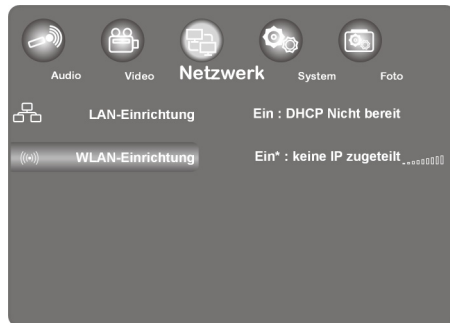 Audio Video Netzwerk System Foto
LAN-Einrichtung Ein : DHCP Nicht bereit
WLAN-Einrichtung Ein* : keine IP zugeteilt